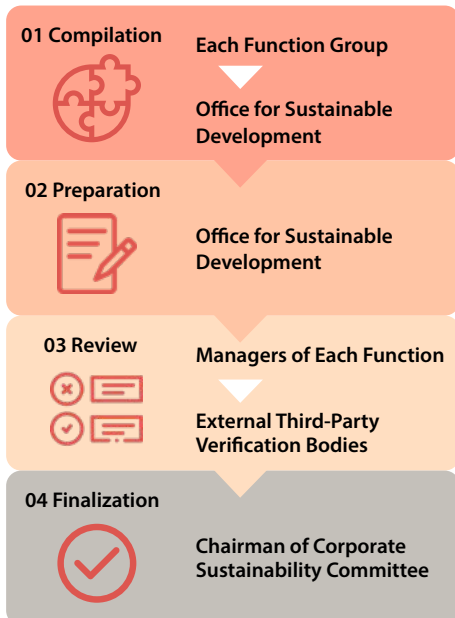 01 Compilation
Each Function Group
Office for Sustainable
Development
02 Preparation
Office for Sustainable
Development
03 Review
Managers of Each Function
External Third-Party
Verification Bodies
04 Finalization
Chairman of Corporate
Sustainability Committee